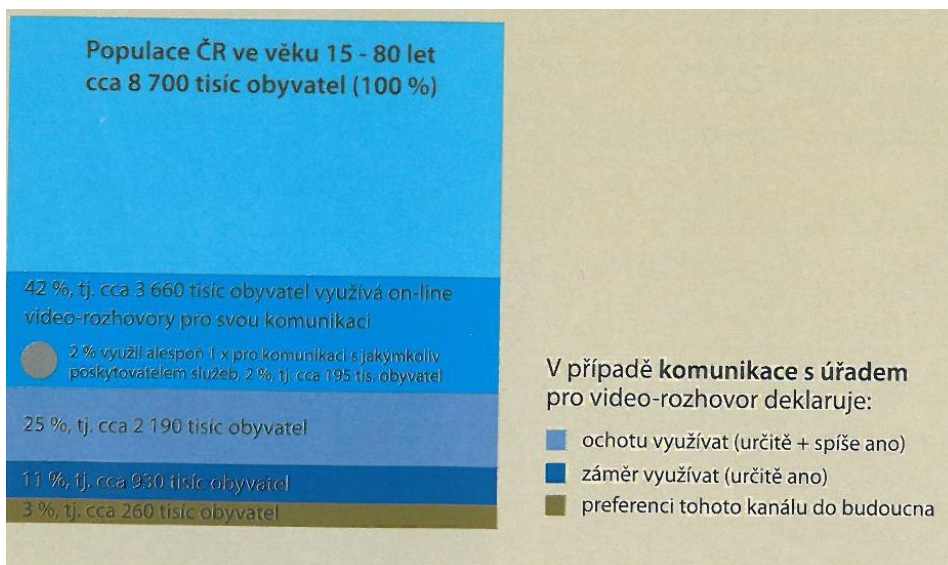 Populace ČR ve věku 15 - 80 let
cca 8 700 tisíc obyvatel (100 %)
42 %, tj. cca 3 660 tisíc obyvatel využívá on-line
video-rozhovory pro svou komunikaci
2 % využil alespoň 1 x pro komunikaci s jakýmkoliv
poskytovatelem služeb, 2 %, tj. cca 195 tis. obyvatel
25 %, tj. cca 2 190 tisíc obyvatel
11 %, tj. cca 930 tisíc obyvatel
3 %, tj. cca 260 tisíc obyvatel
V případě komunikace s úřadem
pro video-rozhovor deklaruje:
ochotu využívat (určitě + spíše ano)
záměr využívat (určitě ano)
preferenci tohoto kanálu do budoucna